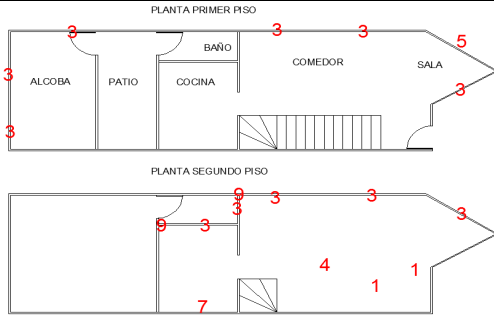 PLANTA PRIMER PISO
3 3 3
5
BAÑO
COMEDOR
SALA
3
ALCOBA PATIO COCINA
3
3
PLANTA SEGUNDO PISO
9 3 3
3
3
9 3
4 1
1
7